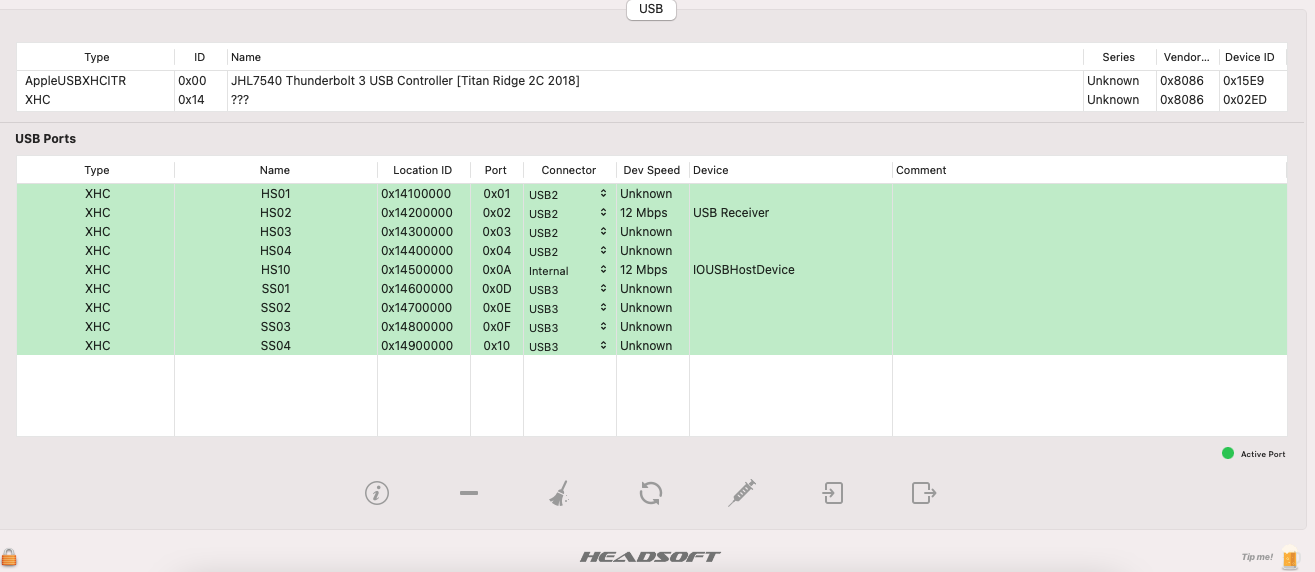 USB
Type ID Name Series Vendor... Device ID
AppleUSBXHCITR 0x00 JHL7540 Thunderbolt 3 USB Controller [Titan Ridge 2C 2018] Unknown 0x8086 0x15E9
XHC 0x14 ??? Unknown 0x8086 0x02ED
USB Ports
Type Name Location ID Port Connector Dev Speed Device Comment
XHC HS01 0x14100000 0x01 USB2 Unknown
XHC HS02 0x14200000 0x02 USB2 12 Mbps USB Receiver
XHC HS03 0x14300000 0x03 USB2 Unknown
XHC HS04 0x14400000 0x04 USB2 Unknown
XHC HS10 0x14500000 0x0A Internal 12 Mbps IOUSBHostDevice
XHC SS01 0x14600000 0x0D USB3 Unknown
XHC SS02 0x14700000 0x0E USB3 Unknown
XHC SS03 0x14800000 0x0F USB3 Unknown
XHC SS04 0x14900000 0x10 USB3 Unknown
Active Port
HEADSOFT
Tip me!